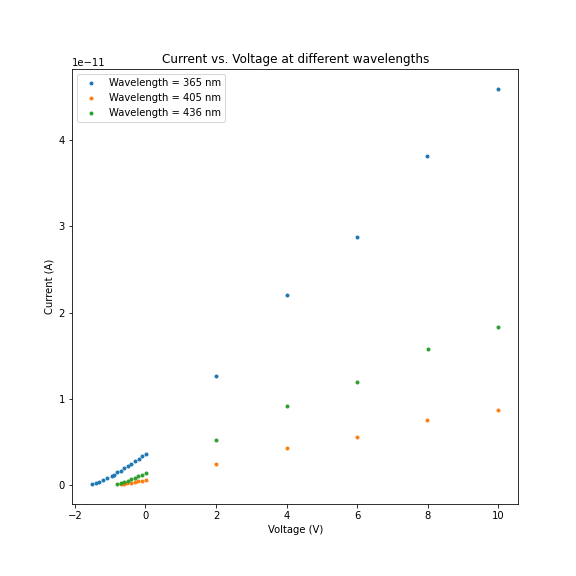 Current vs. Voltage at different wavelengths
1e−11
Wavelength = 365 nm
Wavelength = 405 nm
Wavelength = 436 nm
4
3
2
1
0
Current (A)
−2 0 2 4 6 8 10
Voltage (V)